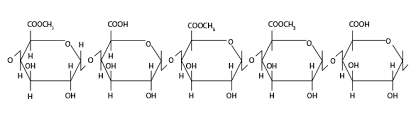 COOCH3 COOH COOCH3 COOCH3 COOH
O H O O O O
O H O H O H O H O H
OH H OH H OH H OH H OH H
H H H H H
H OH H OH H OH H OH H OH